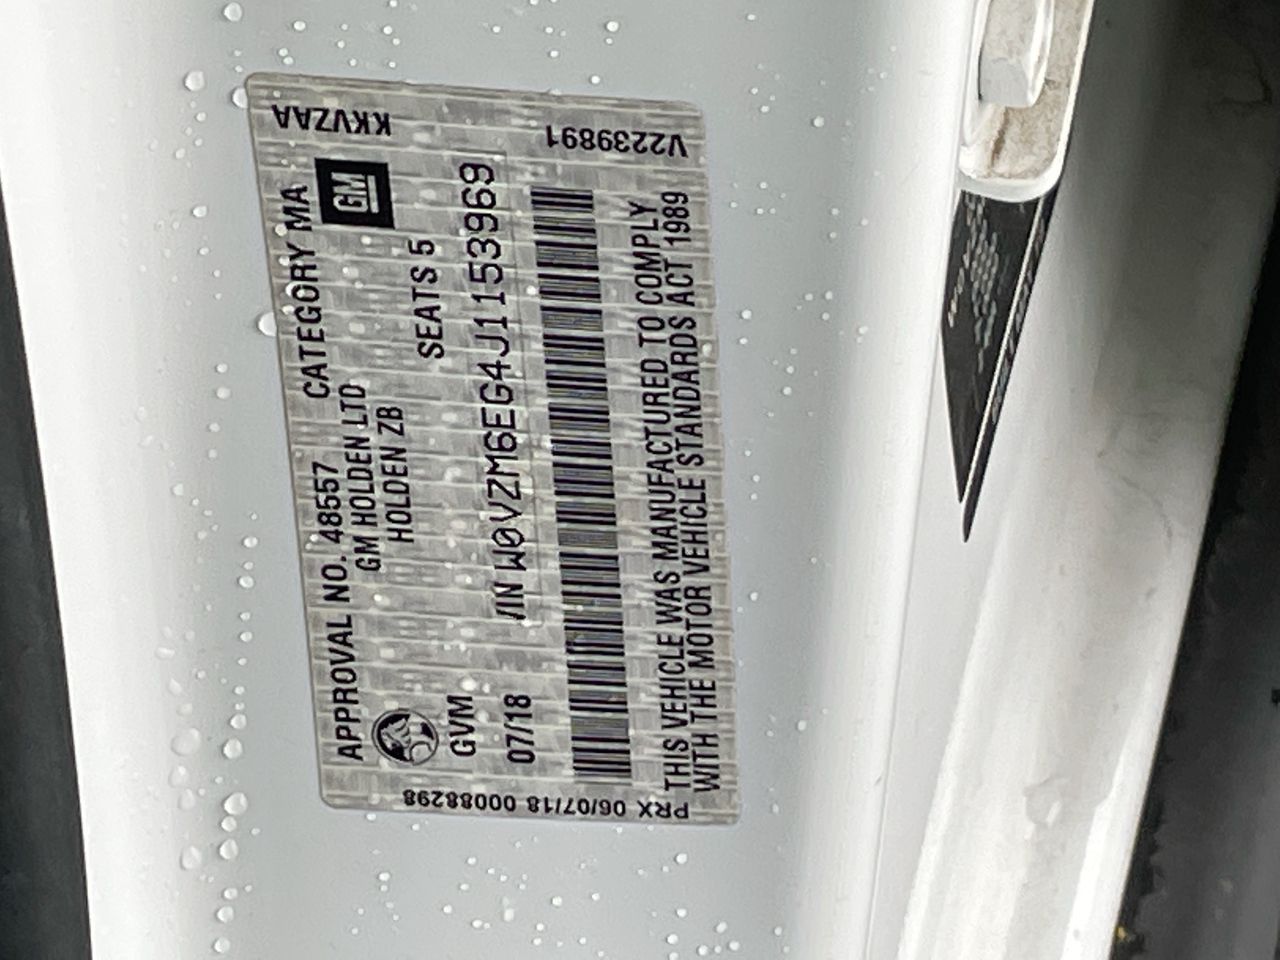 APPROVAL NO. 48557 CATEGORY MA
GM HOLDEN LTD
HOLDEN ZB
GM
GVM SEATS 5
07/18 VIN W0VZM6EG4J1153969
THIS VEHICLE WAS MANUFACTURED TO COMPLY
WITH THE MOTOR VEHICLE STANDARDS ACT 1989
PRX 06/07/18 00088298
V2239891
KKVZAA